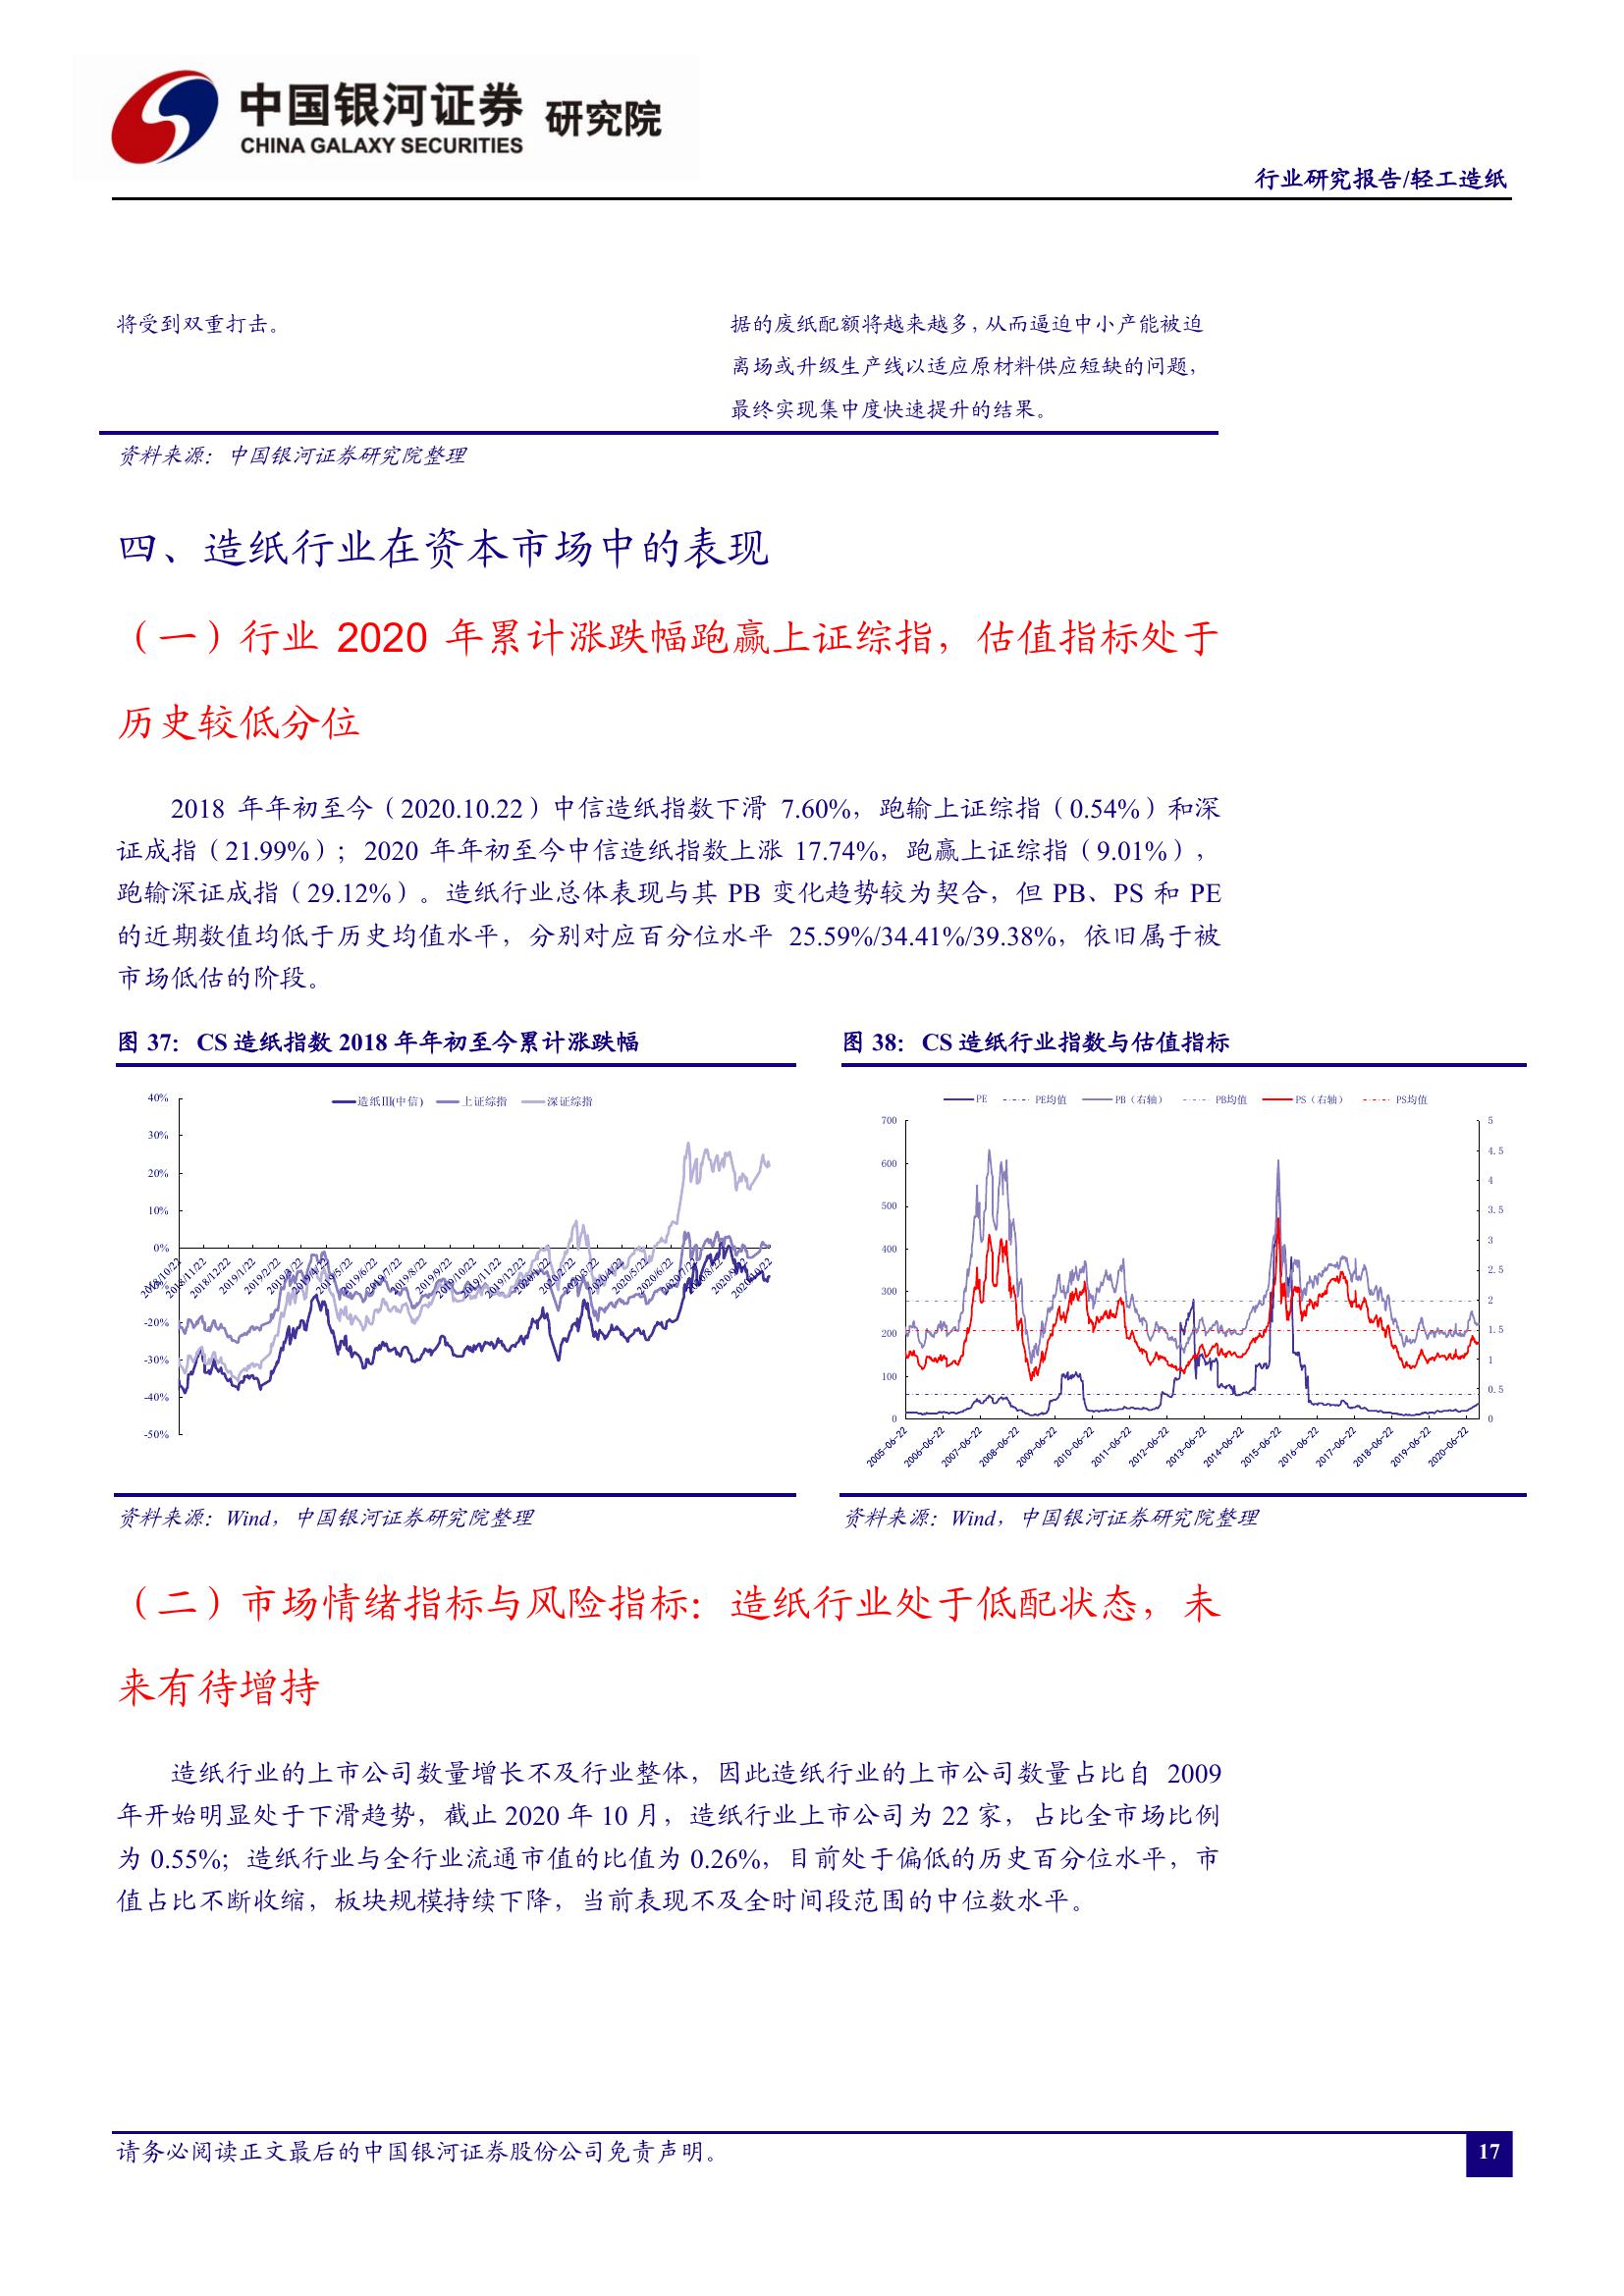 中国银河证券 研究院
CHINA GALAXY SECURITIES
行业研究报告/轻工造纸
将受到双重打击。
据的废纸配额将越来越多，从而逼迫中小产能被迫
离场或升级生产线以适应原材料供应短缺的问题，
最终实现集中度快速提升的结果。
资料来源：中国银河证券研究院整理
四、造纸行业在资本市场中的表现
（一）行业 2020 年累计涨跌幅跑赢上证综指，估值指标处于
历史较低分位
2018 年年初至今（2020.10.22）中信造纸指数下滑 7.60%，跑输上证综指（0.54%）和深
证成指（21.99%）；2020 年年初至今中信造纸指数上涨 17.74%，跑赢上证综指（9.01%），
跑输深证成指（29.12%）。造纸行业总体表现与其 PB 变化趋势较为契合，但 PB、PS 和 PE
的近期数值均低于历史均值水平，分别对应百分位水平 25.59%/34.41%/39.38%，依旧属于被
市场低估的阶段。
图 37：CS 造纸指数 2018 年年初至今累计涨跌幅
造纸III(中信) 上证综指 深证综指
40%
30%
20%
10%
0%
-20%
-30%
-40%
-50%
2018/10/22 2018/11/22 2018/12/22 2019/1/22 2019/2/22 2019/3/22 2019/4/22 2019/5/22 2019/6/22 2019/7/22 2019/8/22 2019/9/22 2019/10/22 2019/11/22 2019/12/22 2020/1/22 2020/2/22 2020/3/22 2020/4/22 2020/5/22 2020/6/22 2020/7/22 2020/8/22 2020/9/22 2020/10/22
资料来源：Wind，中国银河证券研究院整理
图 38：CS 造纸行业指数与估值指标
PE PE均值 PB（右轴） PB均值 PS（右轴） PS均值
700
600
500
400
300
200
100
0
5
4.5
4
3.5
3
2.5
2
1.5
1
0.5
0
2005-06-22 2006-06-22 2007-06-22 2008-06-22 2009-06-22 2010-06-22 2011-06-22 2012-06-22 2013-06-22 2014-06-22 2015-06-22 2016-06-22 2017-06-22 2018-06-22 2019-06-22 2020-06-22
资料来源：Wind，中国银河证券研究院整理
（二）市场情绪指标与风险指标：造纸行业处于低配状态，未
来有待增持
造纸行业的上市公司数量增长不及行业整体，因此造纸行业的上市公司数量占比自 2009
年开始明显处于下滑趋势，截止 2020 年 10 月，造纸行业上市公司为 22 家，占比全市场比例
为 0.55%；造纸行业与全行业流通市值的比值为 0.26%，目前处于偏低的历史百分位水平，市
值占比不断收缩，板块规模持续下降，当前表现不及全时间段范围的中位数水平。
请务必阅读正文最后的中国银河证券股份公司免责声明。
17